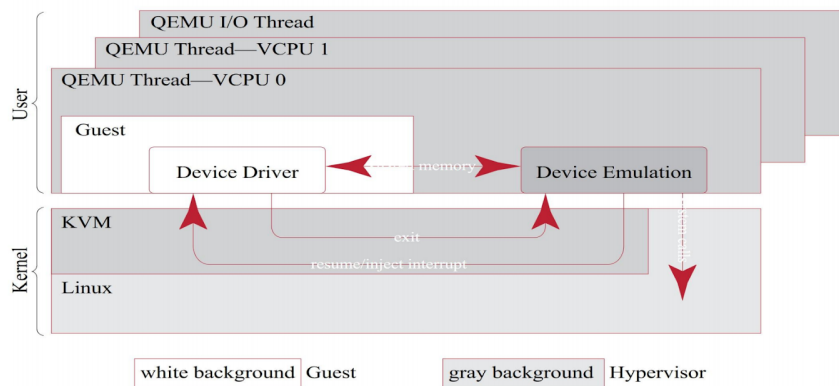 QEMU I/O Thread
QEMU Thread—VCPU 1
QEMU Thread—VCPU 0
User
Guest
Device Driver
memory
Device Emulation
KVM
exit
resume/inject interrupt
Kernel
Linux
white background Guest
gray background Hypervisor